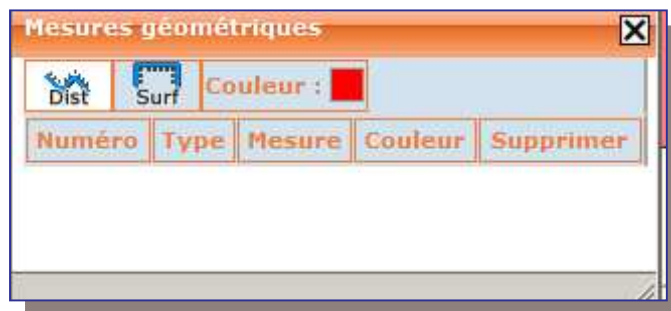 Mesures géométriques
Dist Surf Couleur :
Numéro Type Mesure Couleur Supprimer